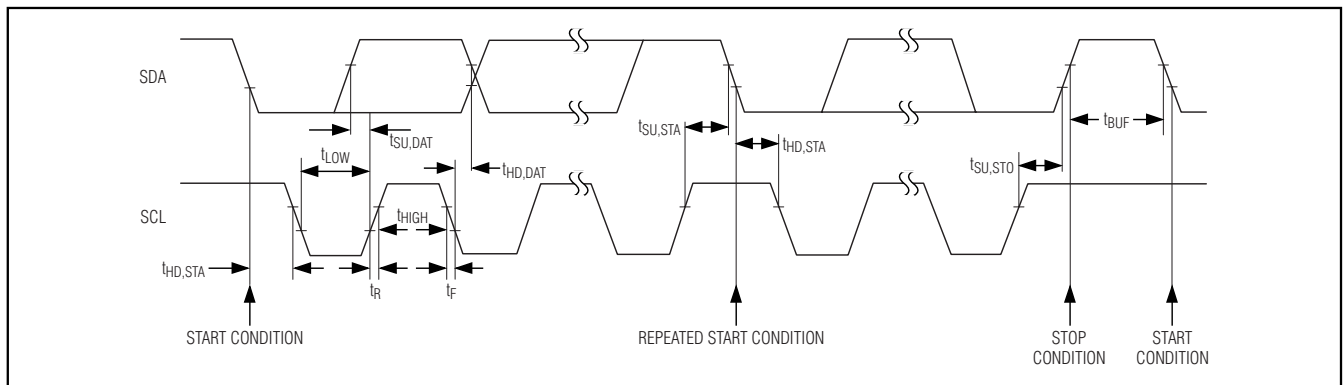 SDA
tSU,DAT
tLOW
tHD,DAT
tSU,STA
tHD,STA
tBUF
tSU,STO
SCL
tHIGH
tHD,STA
tR
tF
START CONDITION
REPEATED START CONDITION
STOP
CONDITION
START
CONDITION